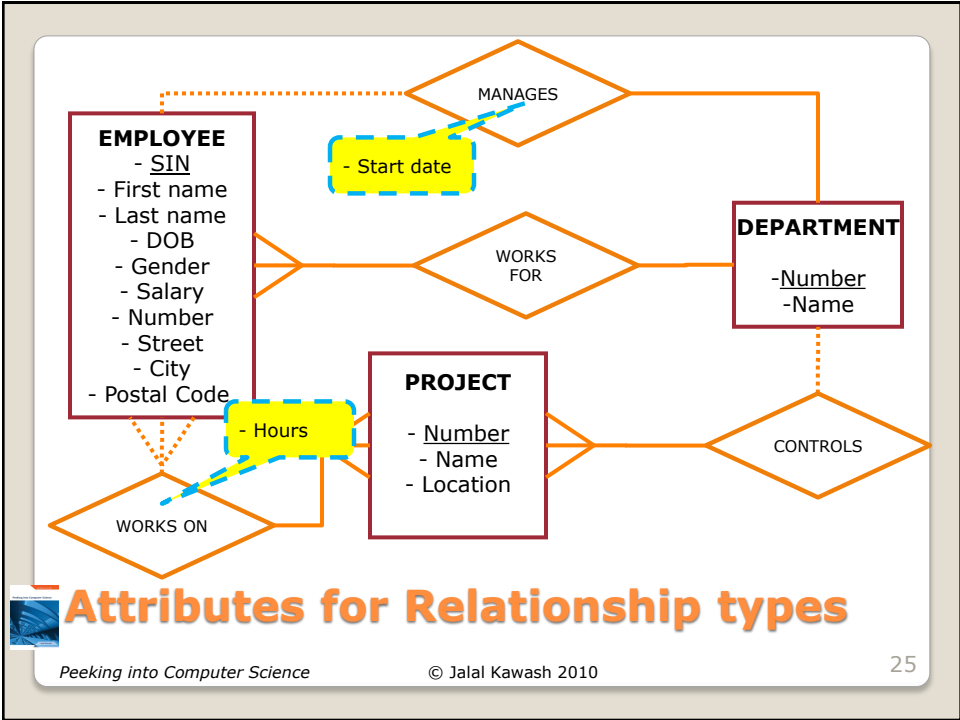 MANAGES
EMPLOYEE
- SIN
- First name
- Last name
- DOB
- Gender
- Salary
- Number
- Street
- City
- Postal Code
- Start date
WORKS
FOR
DEPARTMENT
-Number
-Name
- Hours
PROJECT
- Number
- Name
- Location
CONTROLS
WORKS ON
Attributes for Relationship types
Peeking into Computer Science
© Jalal Kawash 2010
25